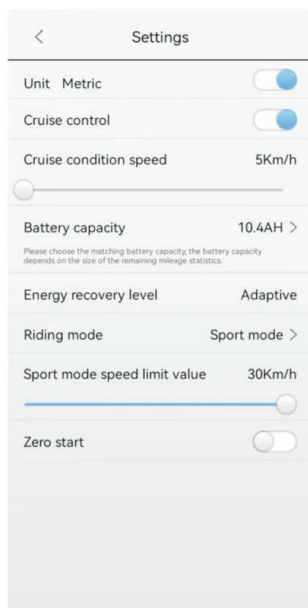 Settings
Unit Metric
Cruise control
Cruise condition speed 5Km/h
Battery capacity 10.4AH >
Please choose the matching battery capacity, the battery capacity
depends on the size of the remaining mileage statistics.
Energy recovery level Adaptive
Riding mode Sport mode >
Sport mode speed limit value 30Km/h
Zero start